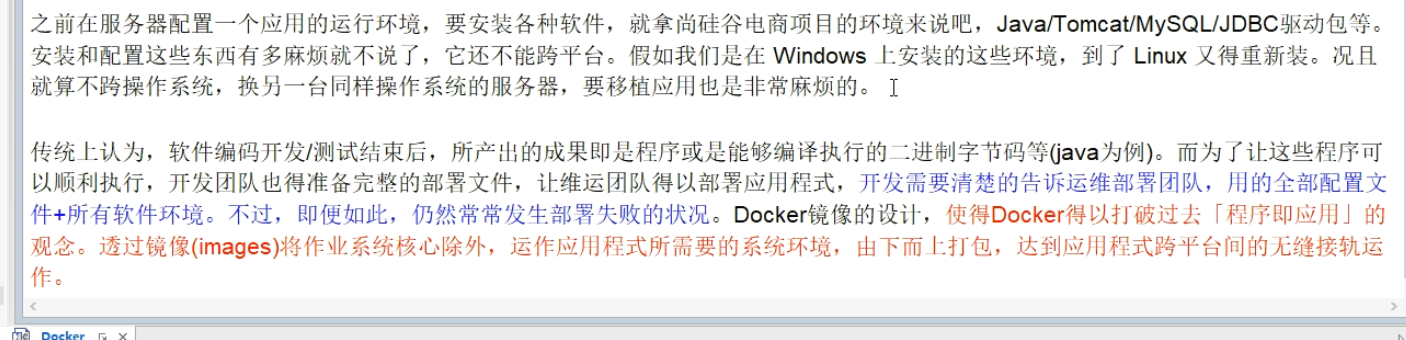 之前在服务器配置一个应用的运行环境，要安装各种软件，就拿尚硅谷电商项目的环境来说吧，Java/Tomcat/MySQL/JDBC驱动包等。
安装和配置这些东西有多麻烦就不说了，它还不能跨平台。假如我们是在 Windows 上安装的这些环境，到了 Linux 又得重新装。况且
就算不跨操作系统，换另一台同样操作系统的服务器，要移植应用也是非常麻烦的。
传统上认为，软件编码开发/测试结束后，所产出的成果即是程序或是能够编译执行的二进制字节码等(java为例)。而为了让这些程序可
以顺利执行，开发团队也得准备完整的部署文件，让维运团队得以部署应用程式，开发需要清楚的告诉运维部署团队，用的全部配置文
件+所有软件环境。不过，即便如此，仍然常常发生部署失败的状况。Docker镜像的设计，使得Docker得以打破过去「程序即应用」的
观念。透过镜像(images)将作业系统核心除外，运作应用程式所需要的系统环境，由下而上打包，达到应用程式跨平台间的无缝接轨运
作。
Docker